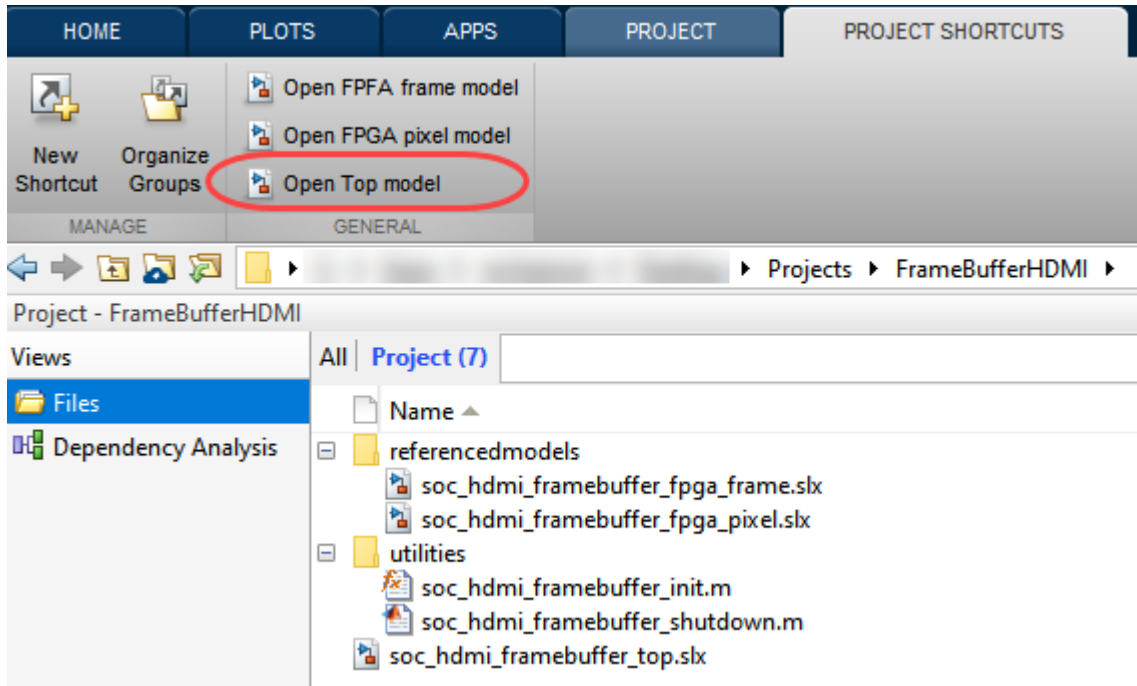 HOME PLOTS APPS PROJECT PROJECT SHORTCUTS
Open FPFA frame model
Open FPGA pixel model
New Shortcut
Organize Groups
Open Top model
MANAGE GENERAL
Projects FrameBufferHDMI
Project - FrameBufferHDMI
Views
All Project (7)
Files
Name
Dependency Analysis
referencedmodels
soc_hdmi_framebuffer_fpga_frame.slx
soc_hdmi_framebuffer_fpga_pixel.slx
utilities
soc_hdmi_framebuffer_init.m
soc_hdmi_framebuffer_shutdown.m
soc_hdmi_framebuffer_top.slx